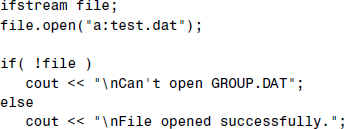 ifstream file;
file.open("a:test.dat");
if( !file )
cout << "\nCan't open GROUP.DAT";
else
cout << "\nFile opened successfully.";